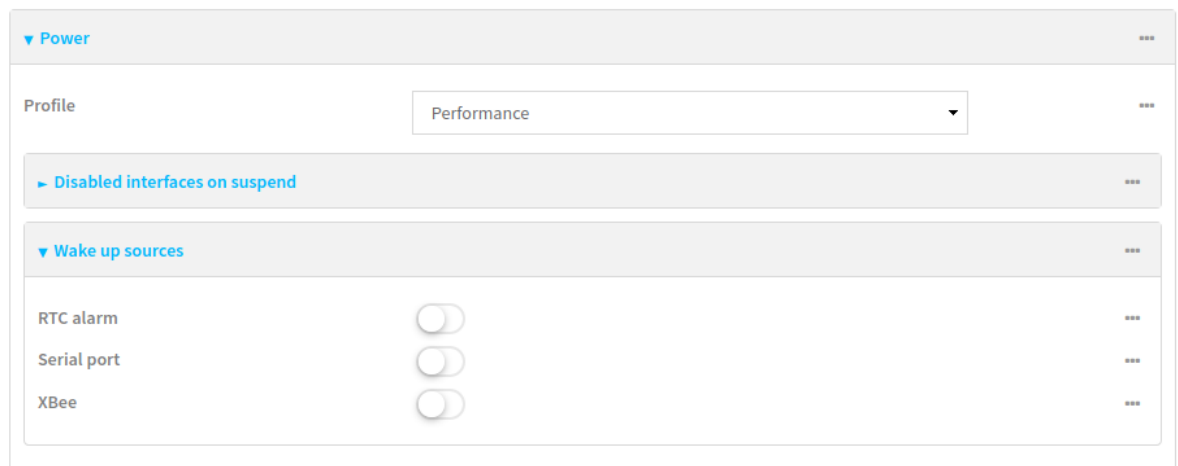 Power
Profile
Performance
Disabled interfaces on suspend
Wake up sources
RTC alarm
Serial port
XBee